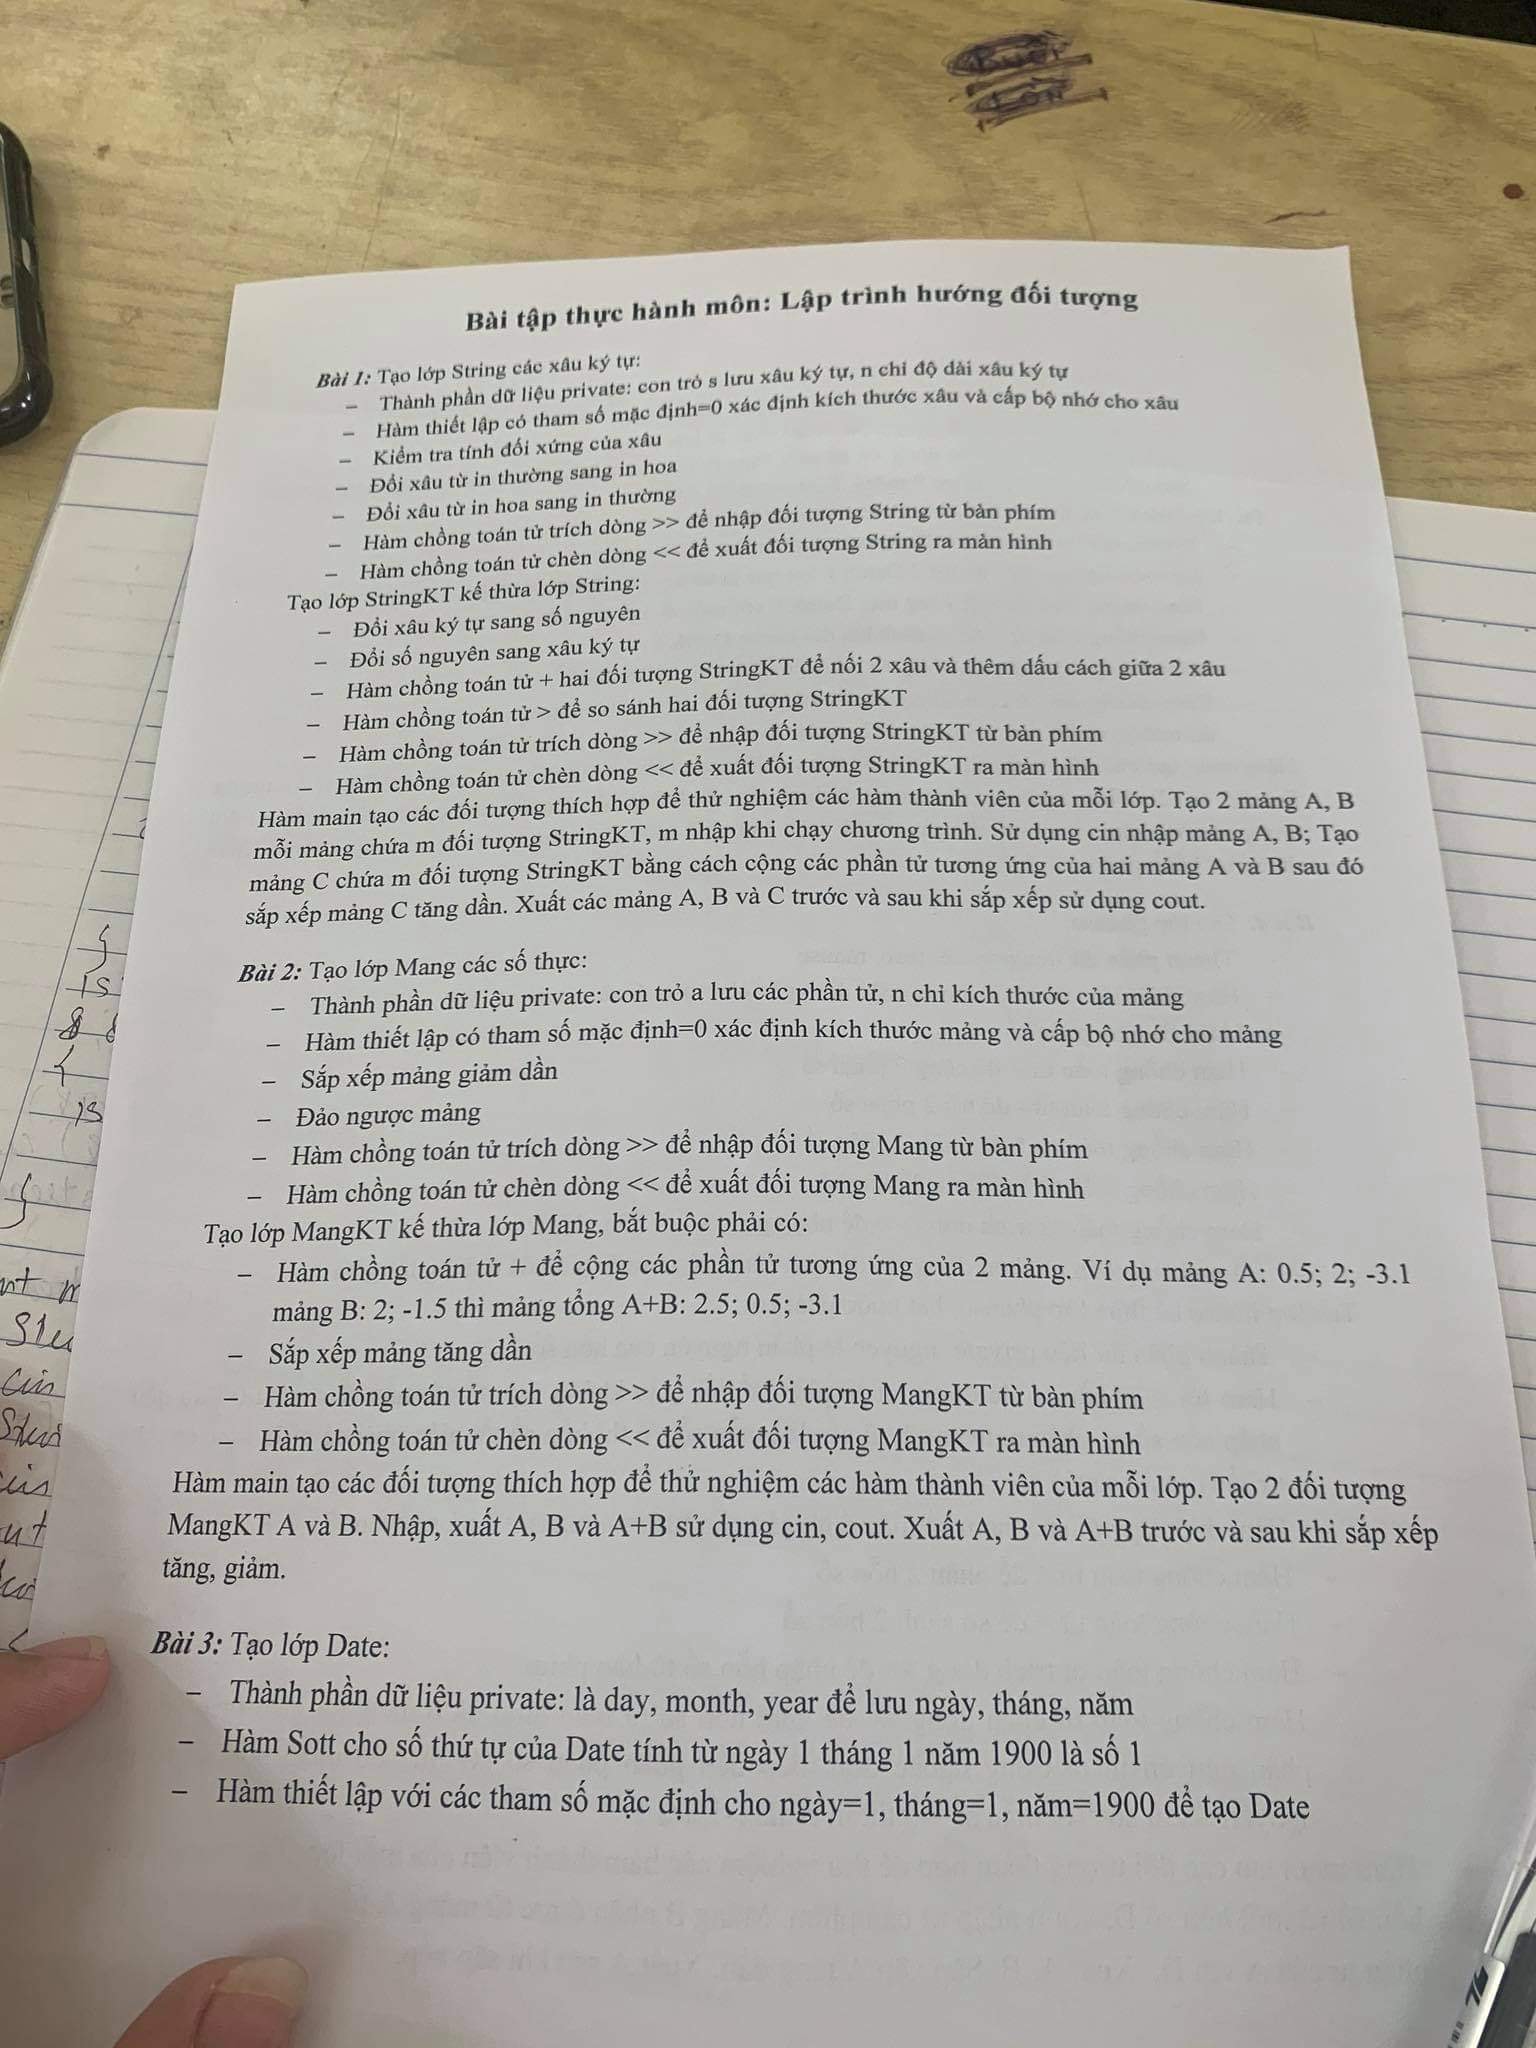 Bài tập thực hành môn: Lập trình hướng đối tượng
Bài 1: Tạo lớp String các xâu ký tự:
– Thành phần dữ liệu private: con trỏ s lưu xâu ký tự, n chỉ độ dài xâu ký tự
– Hàm thiết lập có tham số mặc định=0 xác định kích thước xâu và cấp bộ nhớ cho xâu
– Kiểm tra tính đối xứng của xâu
– Đổi xâu từ in thường sang in hoa
– Đổi xâu từ in hoa sang in thường
– Hàm chồng toán tử trích dòng >> để nhập đối tượng String từ bàn phím
– Hàm chồng toán tử chèn dòng << để xuất đối tượng String ra màn hình
Tạo lớp StringKT kế thừa lớp String:
– Đổi xâu ký tự sang số nguyên
– Đổi số nguyên sang xâu ký tự
– Hàm chồng toán tử + hai đối tượng StringKT để nối 2 xâu và thêm dấu cách giữa 2 xâu
– Hàm chồng toán tử > để so sánh hai đối tượng StringKT
– Hàm chồng toán tử trích dòng >> để nhập đối tượng StringKT từ bàn phím
– Hàm chồng toán tử chèn dòng << để xuất đối tượng StringKT ra màn hình
Hàm main tạo các đối tượng thích hợp để thử nghiệm các hàm thành viên của mỗi lớp. Tạo 2 mảng A, B
mỗi mảng chứa m đối tượng StringKT, m nhập khi chạy chương trình. Sử dụng cin nhập mảng A, B; Tạo
mảng C chứa m đối tượng StringKT bằng cách cộng các phần tử tương ứng của hai mảng A và B sau đó
sắp xếp mảng C tăng dần. Xuất các mảng A, B và C trước và sau khi sắp xếp sử dụng cout.
Bài 2: Tạo lớp Mang các số thực:
– Thành phần dữ liệu private: con trỏ a lưu các phần tử, n chỉ kích thước của mảng
– Hàm thiết lập có tham số mặc định=0 xác định kích thước mảng và cấp bộ nhớ cho mảng
– Sắp xếp mảng giảm dần
– Đảo ngược mảng
– Hàm chồng toán tử trích dòng >> để nhập đối tượng Mang từ bàn phím
– Hàm chồng toán tử chèn dòng << để xuất đối tượng Mang ra màn hình
Tạo lớp MangKT kế thừa lớp Mang, bắt buộc phải có:
– Hàm chồng toán tử + để cộng các phần tử tương ứng của 2 mảng. Ví dụ mảng A: 0.5; 2; -3.1
mảng B: 2; -1.5 thì mảng tổng A+B: 2.5; 0.5; -3.1
– Sắp xếp mảng tăng dần
– Hàm chồng toán tử trích dòng >> để nhập đối tượng MangKT từ bàn phím
– Hàm chồng toán tử chèn dòng << để xuất đối tượng MangKT ra màn hình
Hàm main tạo các đối tượng thích hợp để thử nghiệm các hàm thành viên của mỗi lớp. Tạo 2 đối tượng
MangKT A và B. Nhập, xuất A, B và A+B sử dụng cin, cout. Xuất A, B và A+B trước và sau khi sắp xếp
tăng, giảm.
Bài 3: Tạo lớp Date:
– Thành phần dữ liệu private: là day, month, year để lưu ngày, tháng, năm
– Hàm Sott cho số thứ tự của Date tính từ ngày 1 tháng 1 năm 1900 là số 1
– Hàm thiết lập với các tham số mặc định cho ngày=1, tháng=1, năm=1900 để tạo Date